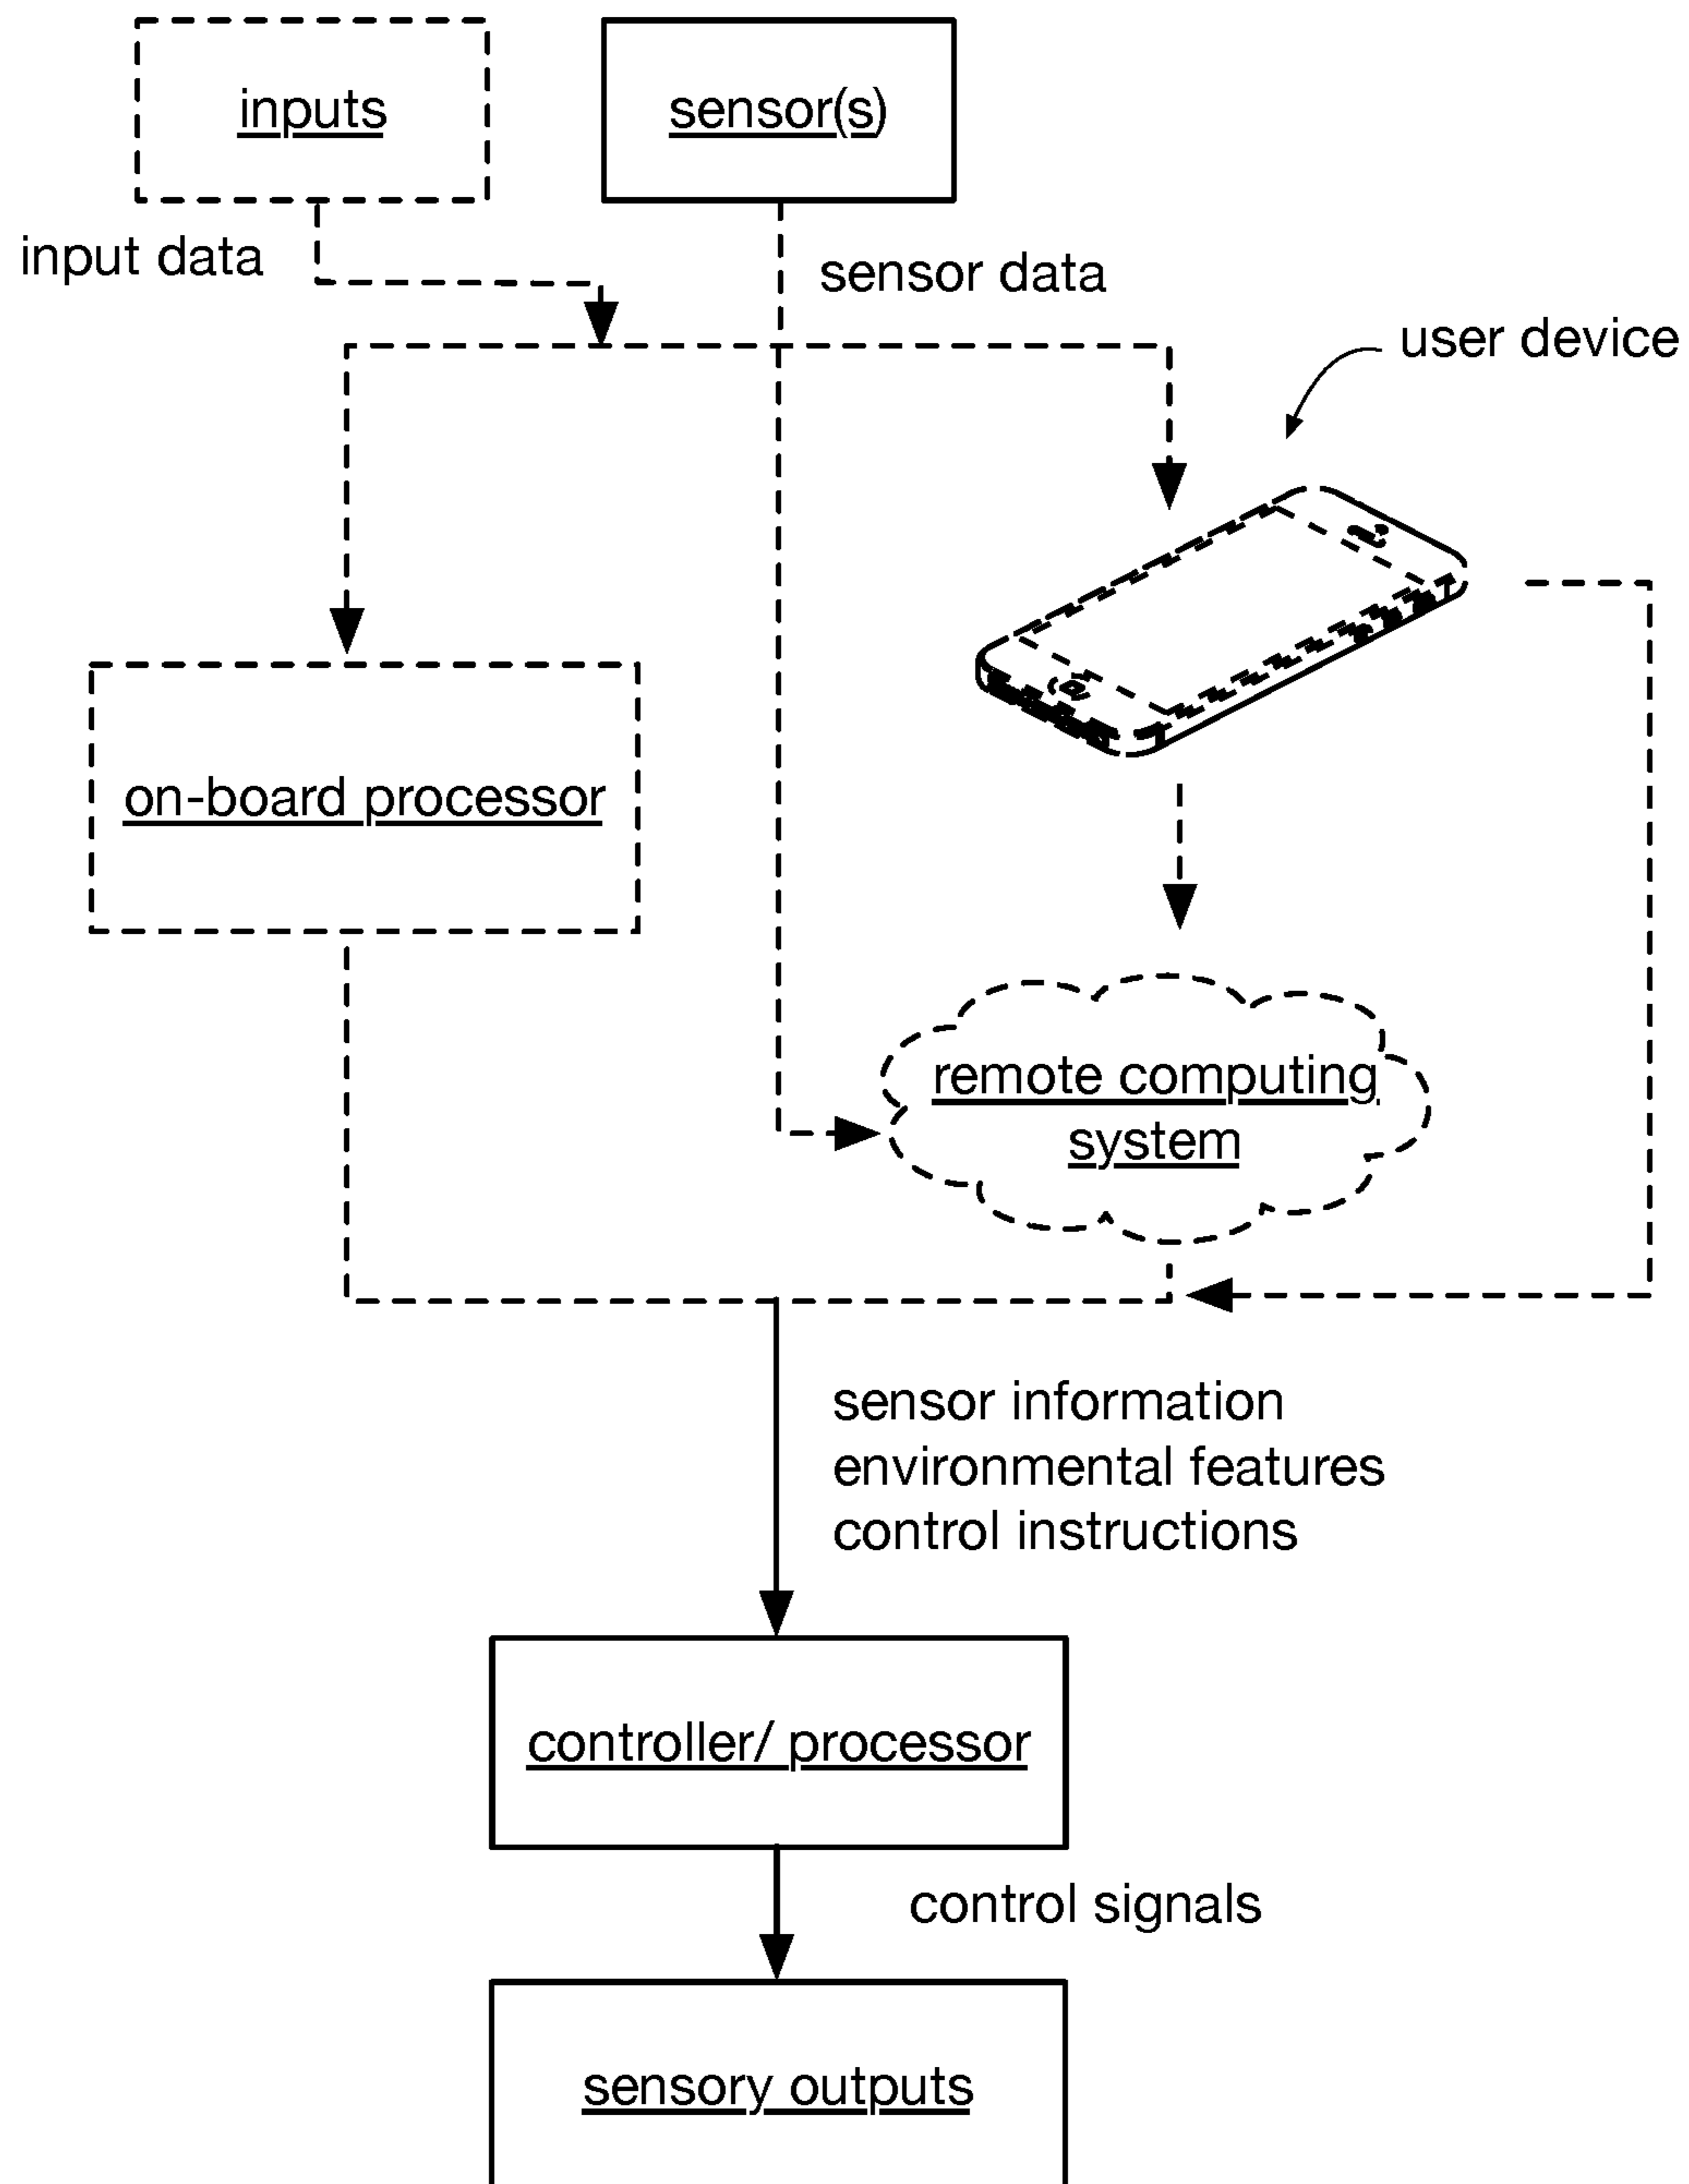 inputs
sensor(s)
input data
sensor data
user device
on-board processor
remote computing
system
sensor information
environmental features
control instructions
controller/ processor
control signals
sensory outputs